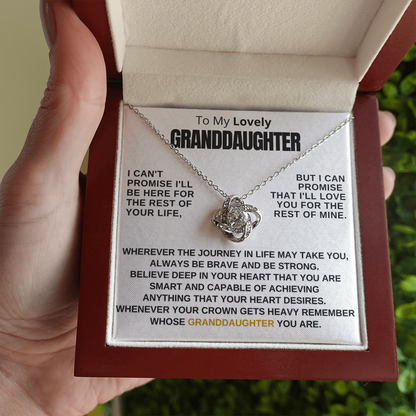 To My Lovely
GRANDDAUGHTER
I CAN'T
PROMISE I'LL
BE HERE FOR
THE REST OF
YOUR LIFE,
BUT I CAN
PROMISE
THAT I'LL LOVE
YOU FOR THE
REST OF MINE.
WHEREVER THE JOURNEY IN LIFE MAY TAKE YOU,
ALWAYS BE BRAVE AND BE STRONG.
BELIEVE DEEP IN YOUR HEART THAT YOU ARE
SMART AND CAPABLE OF ACHIEVING
ANYTHING THAT YOUR HEART DESIRES.
WHENEVER YOUR CROWN GETS HEAVY REMEMBER
WHOSE GRANDDAUGHTER YOU ARE.